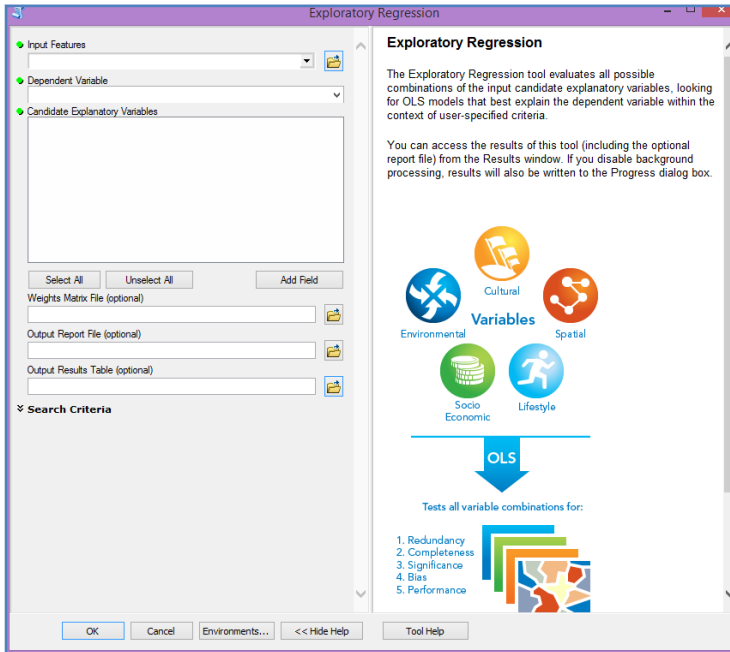 Exploratory Regression
Input Features
Dependent Variable
Candidate Explanatory Variables
Select All Unselect All Add Field
Weights Matrix File (optional)
Output Report File (optional)
Output Results Table (optional)
Search Criteria
Exploratory Regression
The Exploratory Regression tool evaluates all possible
combinations of the input candidate explanatory variables, looking
for OLS models that best explain the dependent variable within the
context of user-specified criteria.
You can access the results of this tool (including the optional
report file) from the Results window. If you disable background
processing, results will also be written to the Progress dialog box.
Cultural
Environmental Variables Spatial
Socio
Economic
Lifestyle
OLS
Tests all variable combinations for:
1. Redundancy
2. Completeness
3. Significance
4. Bias
5. Performance
OK Cancel Environments... << Hide Help Tool Help